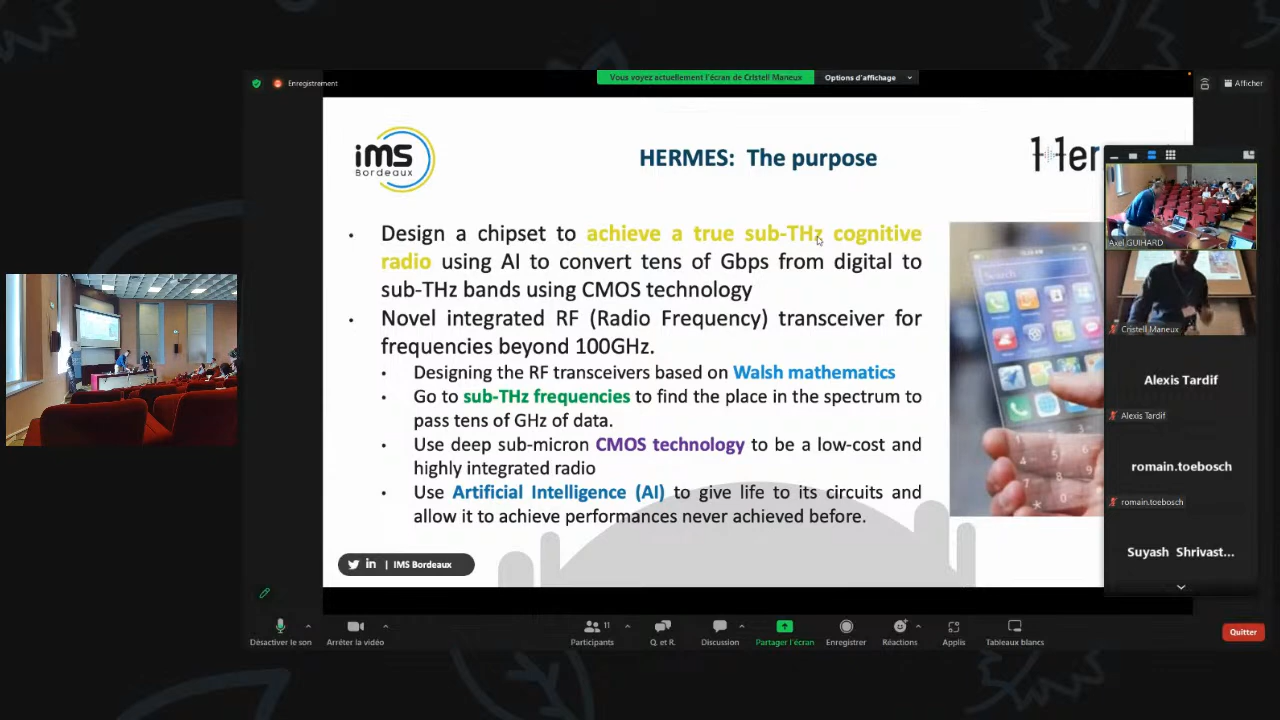 Enregistrement
Vous voyez actuellement l'écran de Cristell Maneux
Options d'affichage
Afficher
iMS
Bordeaux
HERMES: The purpose
Her
• Design a chipset to achieve a true sub-THz cognitive
radio using AI to convert tens of Gbps from digital to
sub-THz bands using CMOS technology
• Novel integrated RF (Radio Frequency) transceiver for
frequencies beyond 100GHz.
• Designing the RF transceivers based on Walsh mathematics
• Go to sub-THz frequencies to find the place in the spectrum to
pass tens of GHz of data.
• Use deep sub-micron CMOS technology to be a low-cost and
highly integrated radio
• Use Artificial Intelligence (AI) to give life to its circuits and
allow it to achieve performances never achieved before.
in | IMS Bordeaux
Search
Axel GUIHARD
Cristell Maneux
Alexis Tardif
Alexis Tardif
romain.toebosch
romain.toebosch
Suyash Shrivast...
Désactiver le son
Arrêter la vidéo
Participants
11
Q. et R.
Discussion
Partager l'écran
Enregistrer
Réactions
Applis
Tableaux blancs
Quitter